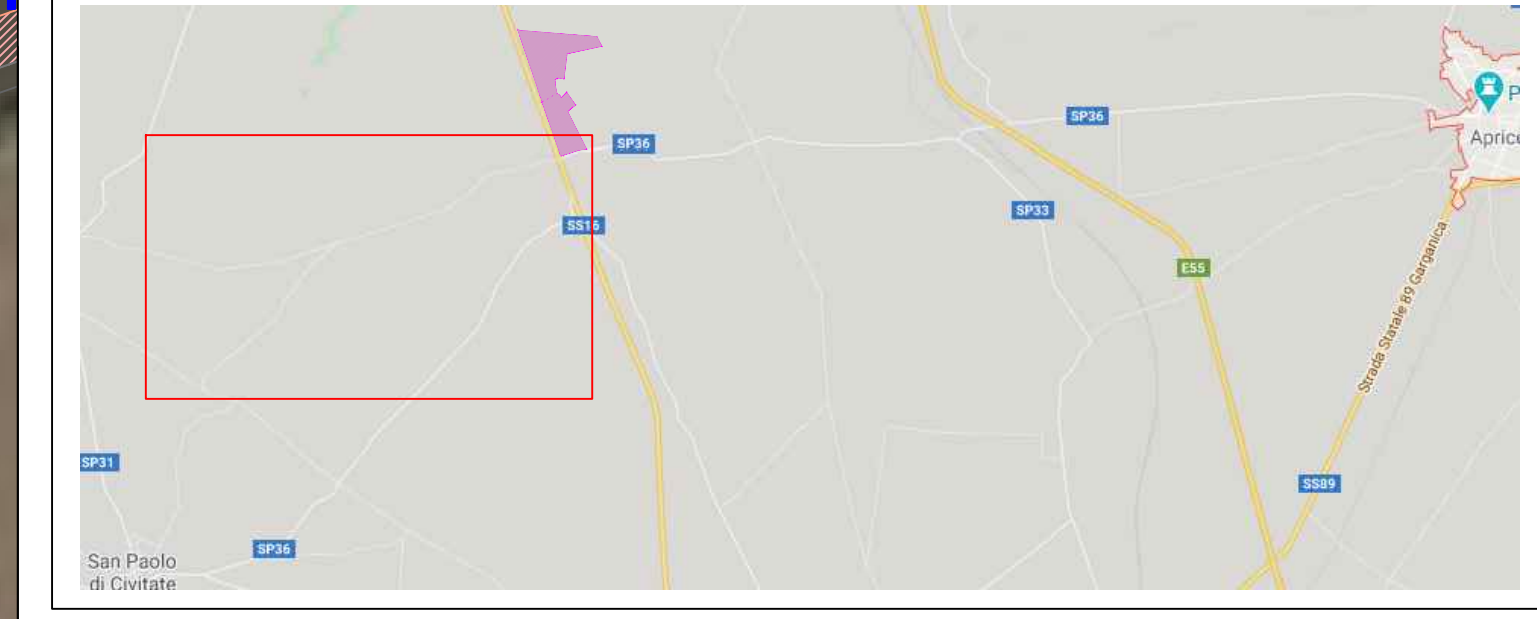 SP36
SP36
P
Aprice
SP33
SS16
E55
Strada Statale 89 Garganica
SP31
SS89
SP36
San Paolo
di Civitate